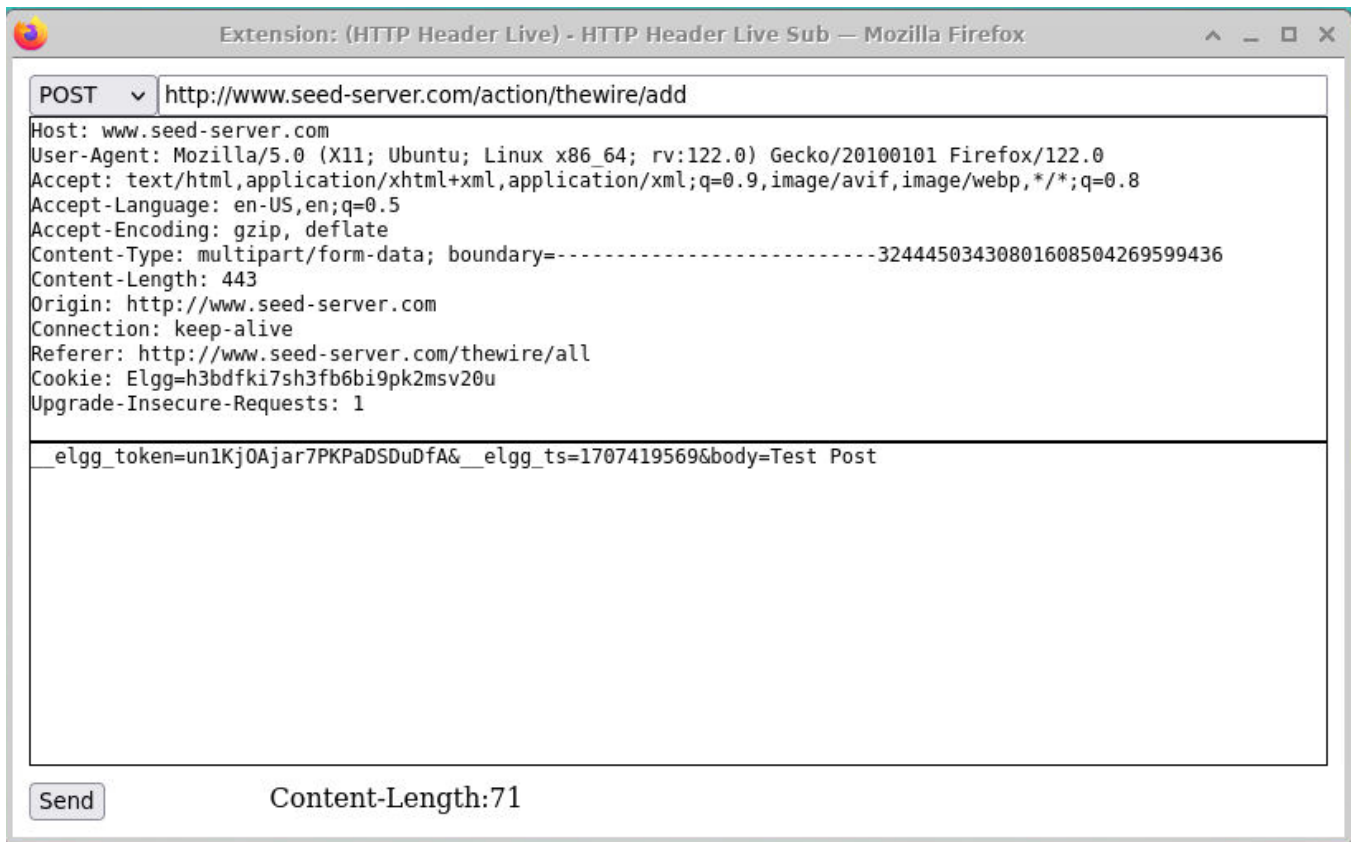 Extension: (HTTP Header Live) - HTTP Header Live Sub — Mozilla Firefox
POST http://www.seed-server.com/action/thewire/add
Host: www.seed-server.com
User-Agent: Mozilla/5.0 (X11; Ubuntu; Linux x86_64; rv:122.0) Gecko/20100101 Firefox/122.0
Accept: text/html,application/xhtml+xml,application/xml;q=0.9,image/avif,image/webp,*/*;q=0.8
Accept-Language: en-US,en;q=0.5
Accept-Encoding: gzip, deflate
Content-Type: multipart/form-data; boundary=---------------------------32444503430801608504269599436
Content-Length: 443
Origin: http://www.seed-server.com
Connection: keep-alive
Referer: http://www.seed-server.com/thewire/all
Cookie: Elgg=h3bdfki7sh3fb6bi9pk2msv20u
Upgrade-Insecure-Requests: 1
__elgg_token=un1KjOAjar7PKPaDSDuDfA&__elgg_ts=1707419569&body=Test Post
Send Content-Length:71